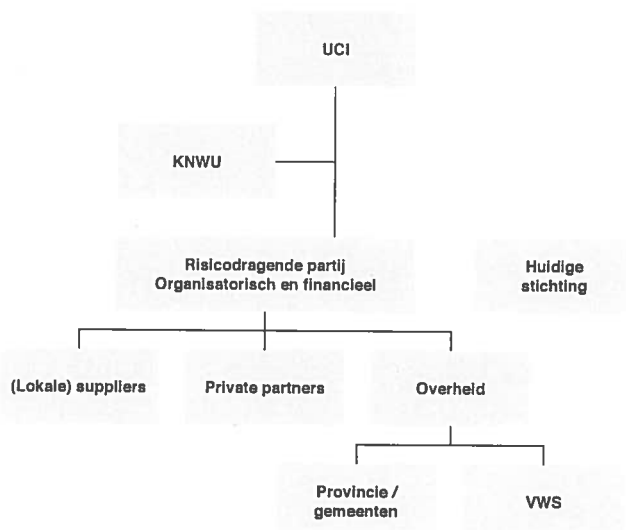 UCI
KNWU
Risicodragende partij
Organisatorisch en financieel
Huidige
stichting
(Lokale) suppliers
Private partners
Overheid
Provincie /
gemeenten
VWS